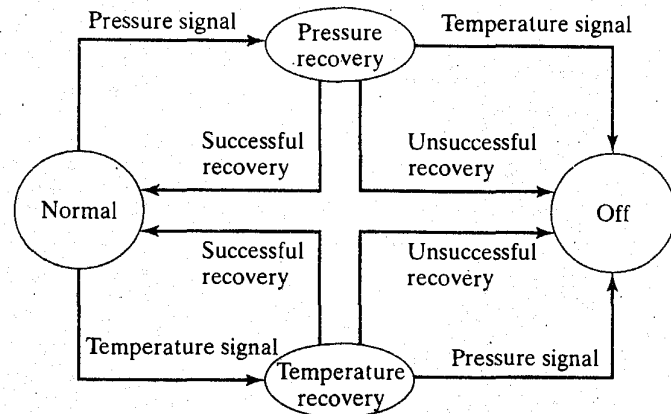 Pressure signal
Pressure
recovery
Temperature signal
Successful
recovery
Unsuccessful
recovery
Normal
Off
Successful
recovery
Unsuccessful
recovery
Temperature signal
Temperature
recovery
Pressure signal